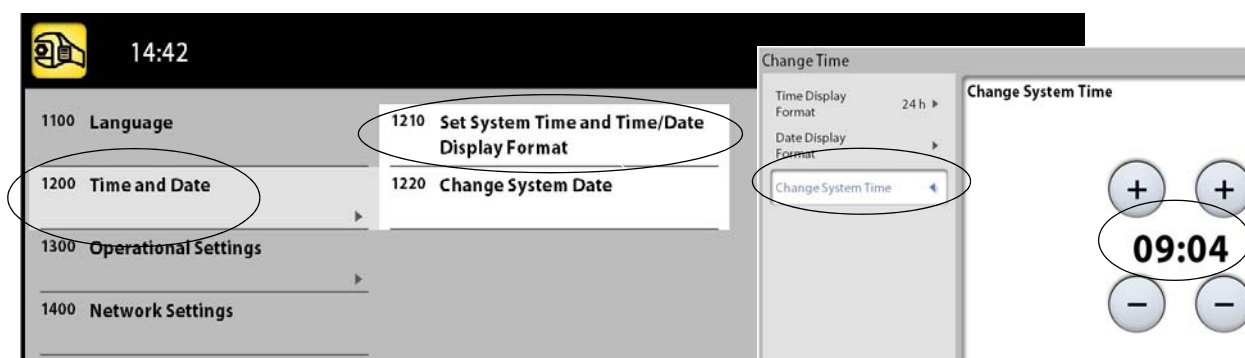 14:42
1100 Language
1200 Time and Date
1300 Operational Settings
1400 Network Settings
1210 Set System Time and Time/Date
Display Format
1220 Change System Date
Change Time
Time Display
Format
24 h
Date Display
Format
Change System Time
Change System Time
+ +
09:04
− −